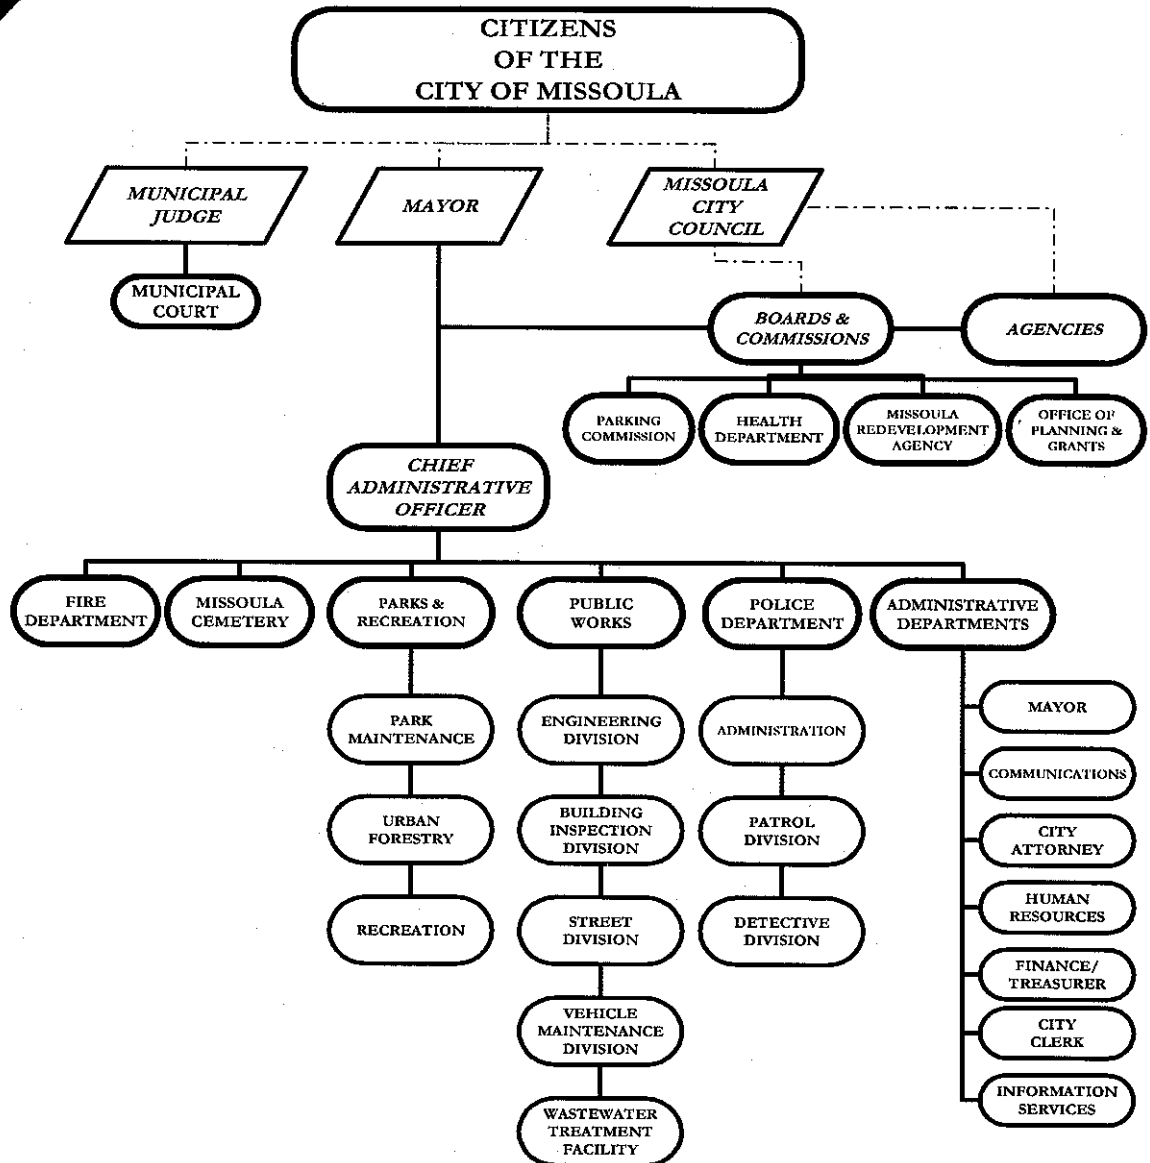 CITIZENS
OF THE
CITY OF MISSOULA
MUNICIPAL
JUDGE
MAYOR
MISSOULA
CITY
COUNCIL
MUNICIPAL
COURT
BOARDS &
COMMISSIONS
AGENCIES
PARKING
COMMISSION
HEALTH
DEPARTMENT
MISSOULA
REDEVELOPMENT
AGENCY
OFFICE OF
PLANNING &
GRANTS
CHIEF
ADMINISTRATIVE
OFFICER
FIRE
DEPARTMENT
MISSOULA
CEMETERY
PARKS &
RECREATION
PUBLIC
WORKS
POLICE
DEPARTMENT
ADMINISTRATIVE
DEPARTMENTS
PARK
MAINTENANCE
URBAN
FORESTRY
RECREATION
ENGINEERING
DIVISION
BUILDING
INSPECTION
DIVISION
STREET
DIVISION
VEHICLE
MAINTENANCE
DIVISION
WASTEWATER
TREATMENT
FACILITY
ADMINISTRATION
PATROL
DIVISION
DETECTIVE
DIVISION
MAYOR
COMMUNICATIONS
CITY
ATTORNEY
HUMAN
RESOURCES
FINANCE/
TREASURER
CITY
CLERK
INFORMATION
SERVICES